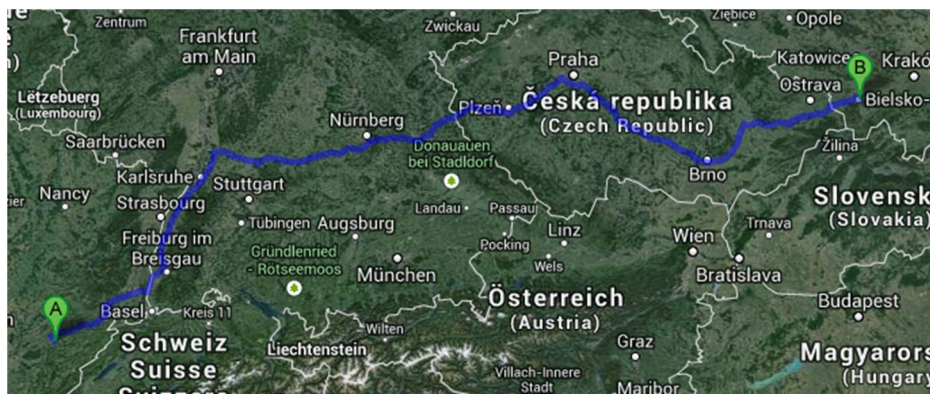 Zentrum
Zwickau
Ziębice
Opole
Frankfurt
am Main
Praha
Katowice
Krakó
B
Lëtzebuerg
(Luxembourg)
Ostrava
Bielsko-
Plzeň
Česká republika
(Czech Republic)
Nürnberg
Saarbrücken
Donauauen
bei Stadldorf
Žilina
Karlsruhe
Stuttgart
Brno
Nancy
zier
Strasbourg
Landau
Passau
Slovensk
(Slovakia)
Tübingen
Augsburg
Linz
Trnava
Freiburg im
Breisgau
Gründlenried
- Rötseemoos
Pocking
Wien
Wels
München
Bratislava
A
Basel
Kreis 11
Österreich
(Austria)
Budapest
Schweiz
Suisse
Wilten
Liechtenstein
Graz
Magyarors
(Hungary
Villach-Innere
Stadt
Maribor